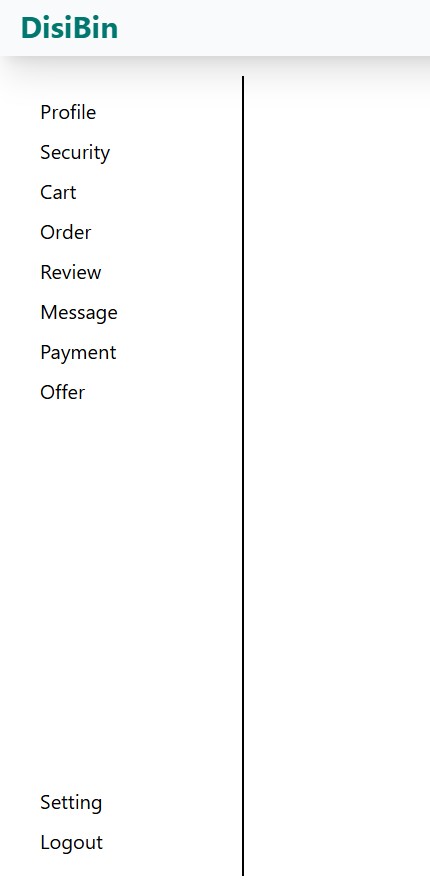 DisiBin
Profile
Security
Cart
Order
Review
Message
Payment
Offer
Setting
Logout